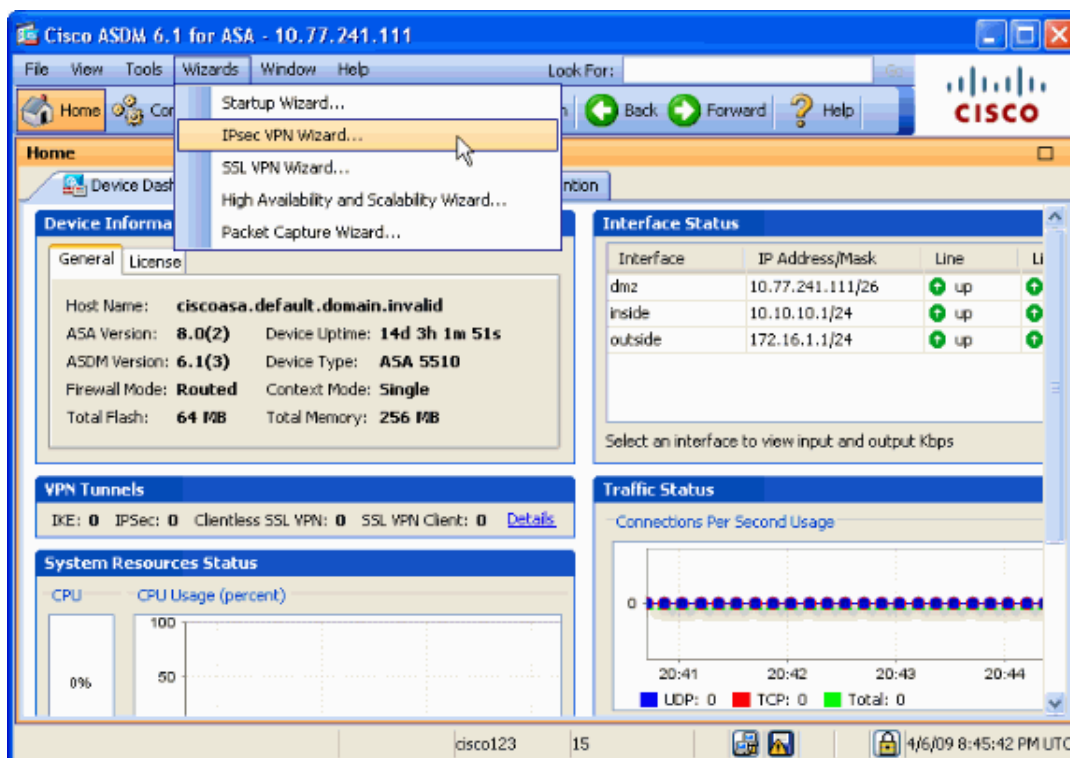 Cisco ASDM 6.1 for ASA - 10.77.241.111
File View Tools Wizards Window Help Look For: Go
Home Back Forward Help
CISCO
Startup Wizard...
IPsec VPN Wizard...
SSL VPN Wizard...
High Availability and Scalability Wizard...
Packet Capture Wizard...
Home
Device Dash
Device Informa
General License
Host Name: ciscoasa.default.domain.invalid
ASA Version: 8.0(2) Device Uptime: 14d 3h 1m 51s
ASDM Version: 6.1(3) Device Type: ASA 5510
Firewall Mode: Routed Context Mode: Single
Total Flash: 64 MB Total Memory: 256 MB
Interface Status
Interface IP Address/Mask Line Li
dmz 10.77.241.111/26 up
inside 10.10.10.1/24 up
outside 172.16.1.1/24 up
Select an interface to view input and output Kbps
VPN Tunnels
IKE: 0 IPSec: 0 Clientless SSL VPN: 0 SSL VPN Client: 0 Details
System Resources Status
CPU CPU Usage (percent)
100
50
0%
Traffic Status
Connections Per Second Usage
0
20:41 20:42 20:43 20:44
UDP: 0 TCP: 0 Total: 0
cisco123 15 4/6/09 8:45:42 PM UTC